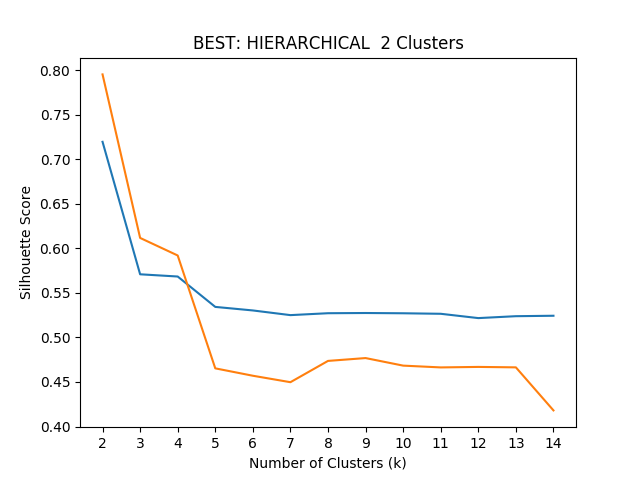 BEST: HIERARCHICAL  2 Clusters
0.80
0.75
0.70
0.65
0.60
0.55
0.50
0.45
0.40
Silhouette Score
2 3 4 5 6 7 8 9 10 11 12 13 14
Number of Clusters (k)